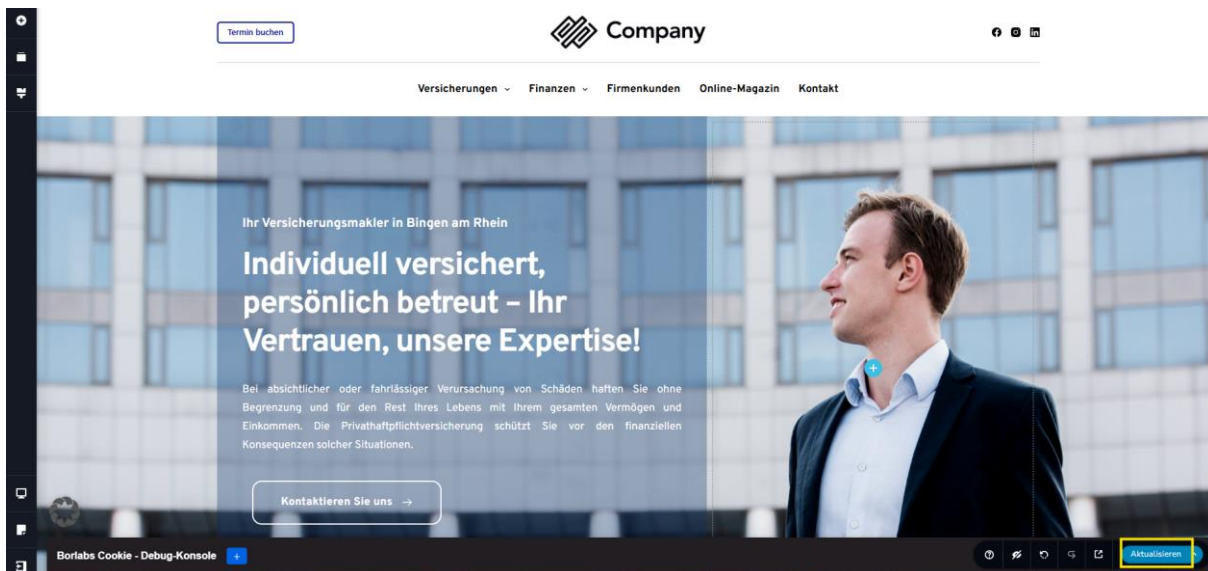 Termin buchen
Company
Versicherungen
Finanzen
Firmenkunden
Online-Magazin
Kontakt
Ihr Versicherungsmakler in Bingen am Rhein
Individuell versichert,
persönlich betreut – Ihr
Vertrauen, unsere Expertise!
Bei absichtlicher oder fahrlässiger Verursachung von Schäden haften Sie ohne
Begrenzung und für den Rest Ihres Lebens mit Ihrem gesamten Vermögen und
Einkommen. Die Privathaftpflichtversicherung schützt Sie vor den finanziellen
Konsequenzen solcher Situationen.
Kontaktieren Sie uns →
Borlabs Cookie - Debug-Konsole
Aktualisieren